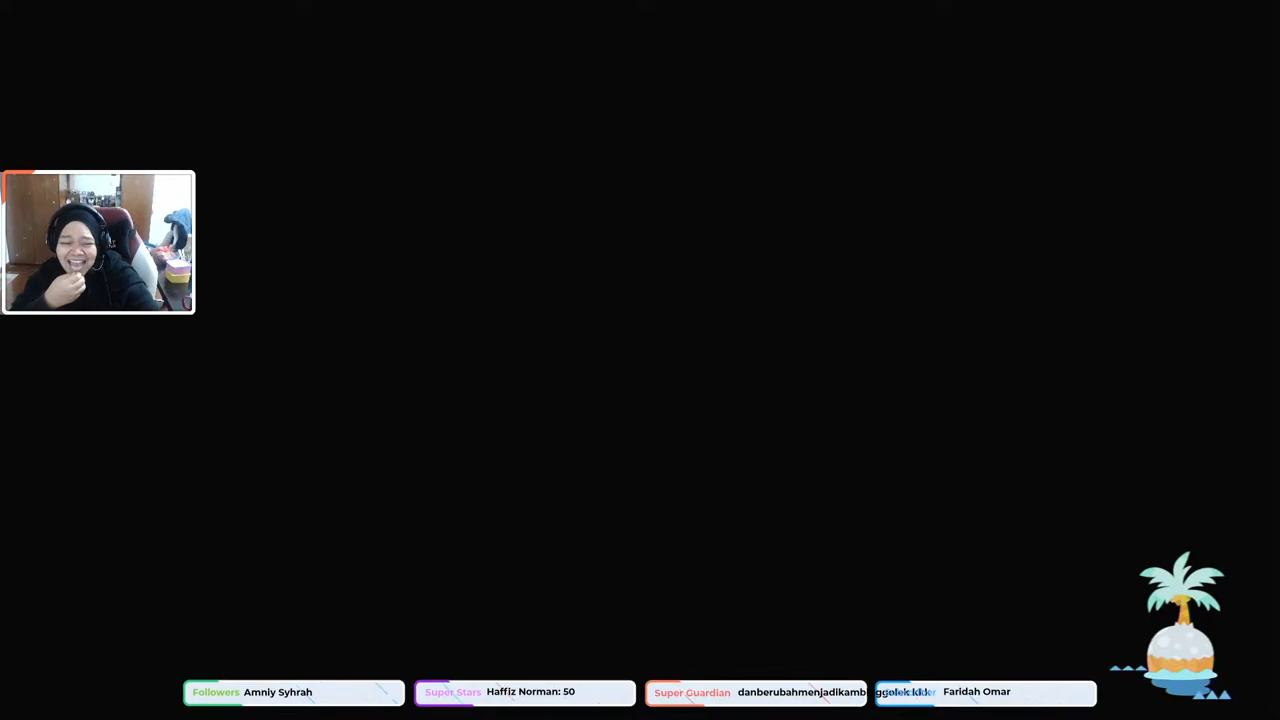 Followers Amniy Syhrah
Super Stars Haffiz Norman: 50
Super Guardian danberubahmenjadikamb
Faridah Omar